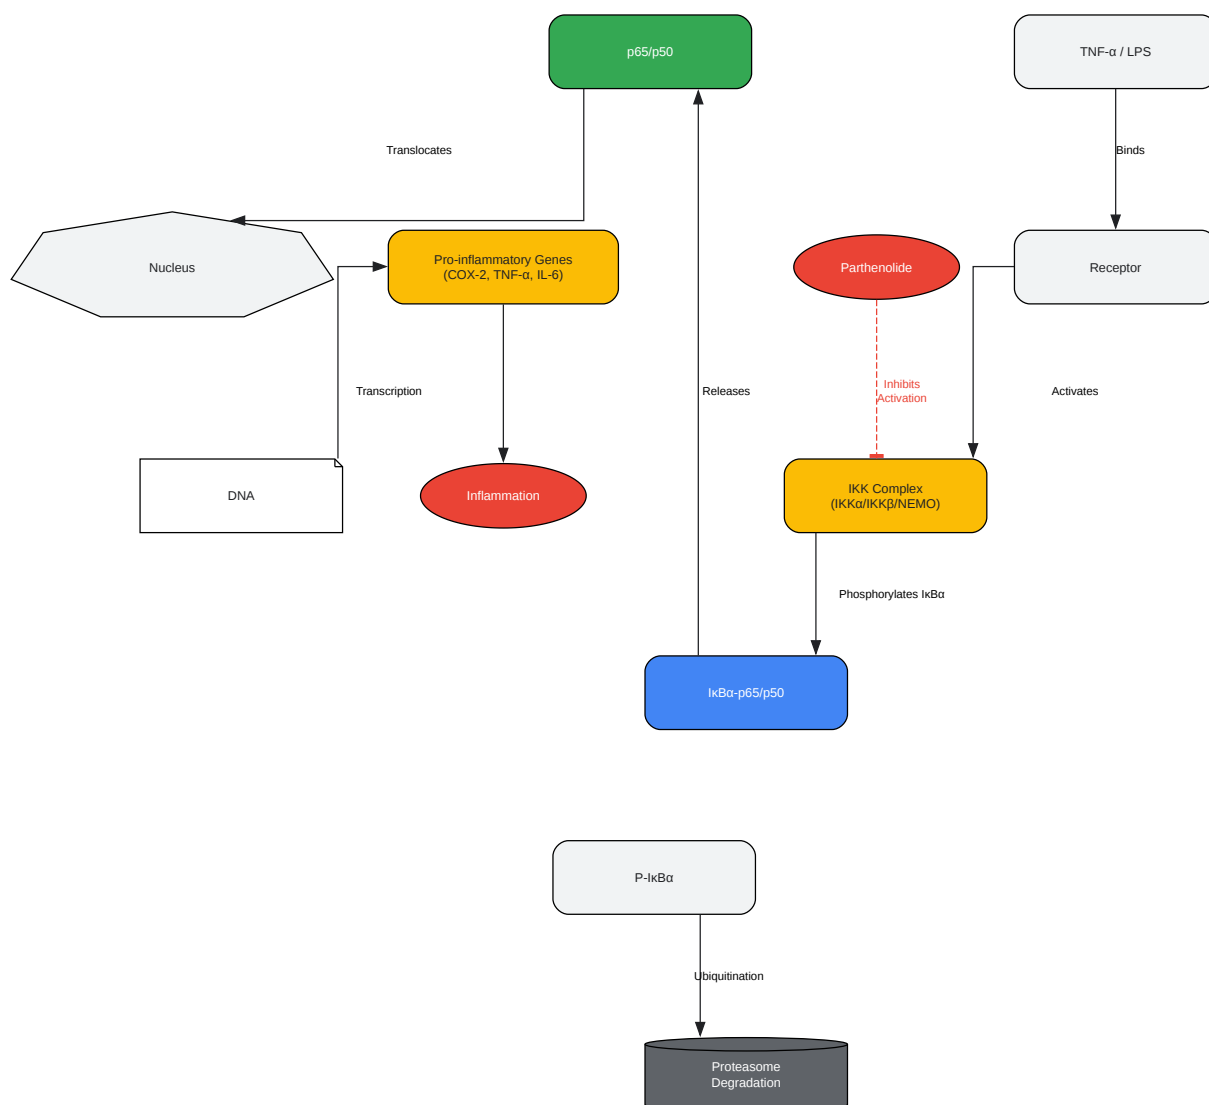 p65/p50
TNF-α / LPS
Translocates
Binds
Nucleus
Pro-inflammatory Genes
(COX-2, TNF-α, IL-6)
Parthenolide
Receptor
Transcription
Releases
Inhibits
Activation
Activates
DNA
Inflammation
IKK Complex
(IKKα/IKKβ/NEMO)
Phosphorylates IκBα
IκBα-p65/p50
P-IκBα
Ubiquitination
Proteasome
Degradation